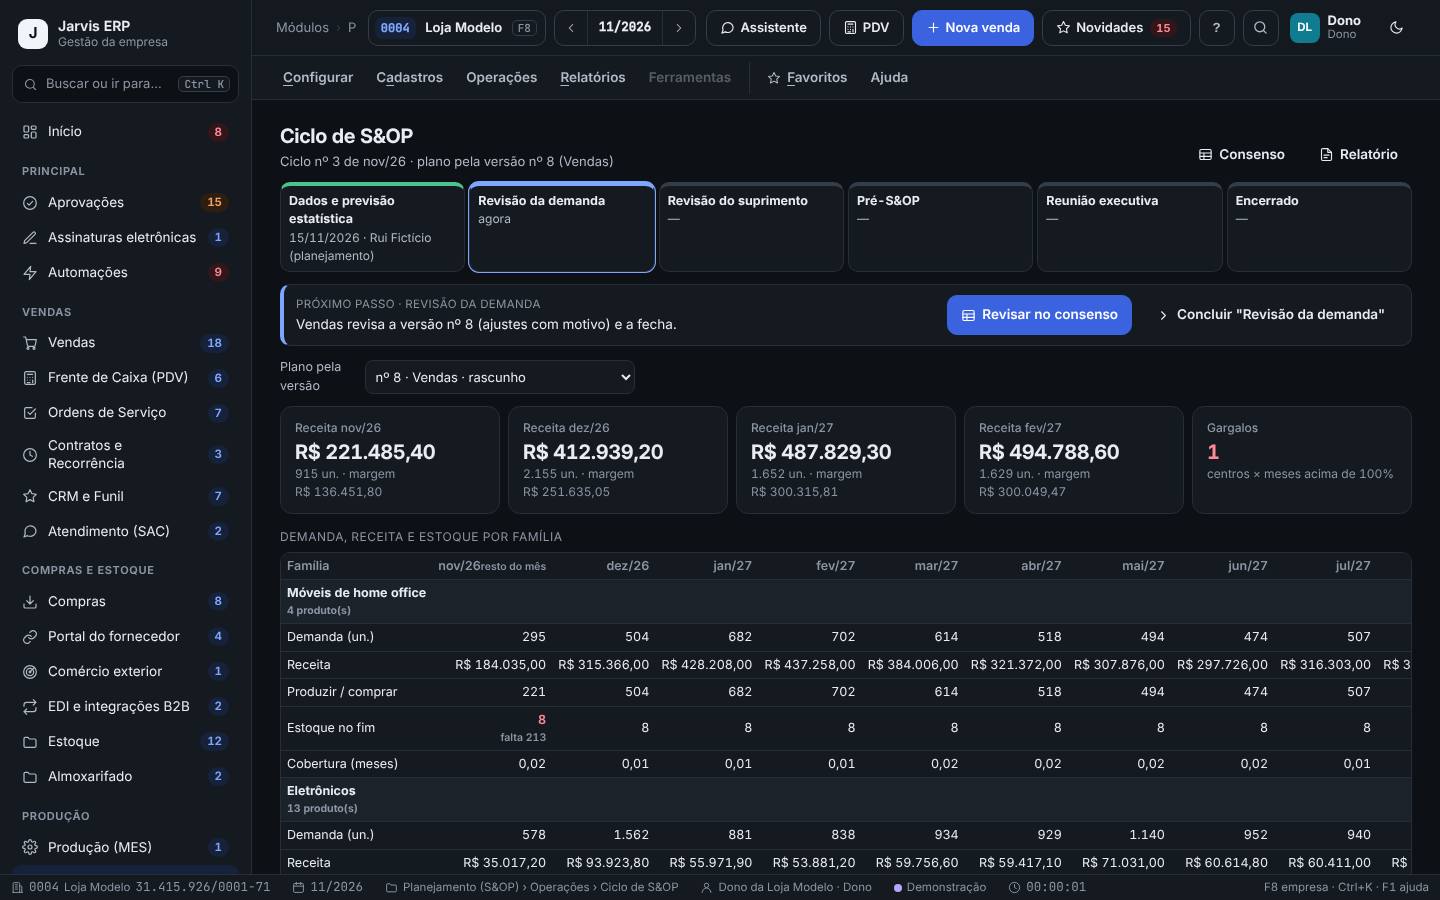 J
Jarvis ERP
Gestão da empresa
Buscar ou ir para... Ctrl K
Início 8
PRINCIPAL
Aprovações 15
Assinaturas eletrônicas 1
Automações 9
VENDAS
Vendas 18
Frente de Caixa (PDV) 6
Ordens de Serviço 7
Contratos e
Recorrência 3
CRM e Funil 7
Atendimento (SAC) 2
COMPRAS E ESTOQUE
Compras 8
Portal do fornecedor 4
Comércio exterior 1
EDI e integrações B2B 2
Estoque 12
Almoxarifado 2
PRODUÇÃO
Produção (MES) 1
Módulos › P 0004 Loja Modelo F8 ‹ 11/2026 › Assistente PDV + Nova venda Novidades 15 ? DL Dono
Dono
Configurar Cadastros Operações Relatórios Ferramentas Favoritos Ajuda
Ciclo de S&OP
Ciclo nº 3 de nov/26 · plano pela versão nº 8 (Vendas)
Consenso Relatório
Dados e previsão
estatística
15/11/2026 · Rui Fictício
(planejamento)
Revisão da demanda
agora
Revisão do suprimento
—
Pré-S&OP
—
Reunião executiva
—
Encerrado
—
PRÓXIMO PASSO · REVISÃO DA DEMANDA
Vendas revisa a versão nº 8 (ajustes com motivo) e a fecha.
Revisar no consenso
Concluir "Revisão da demanda"
Plano pela
versão
nº 8 · Vendas · rascunho
Receita nov/26
R$ 221.485,40
915 un. · margem
R$ 136.451,80
Receita dez/26
R$ 412.939,20
2.155 un. · margem
R$ 251.635,05
Receita jan/27
R$ 487.829,30
1.652 un. · margem
R$ 300.315,81
Receita fev/27
R$ 494.788,60
1.629 un. · margem
R$ 300.049,47
Gargalos
1
centros × meses acima de 100%
DEMANDA, RECEITA E ESTOQUE POR FAMÍLIA
Família nov/26resto do mês dez/26 jan/27 fev/27 mar/27 abr/27 mai/27 jun/27 jul/27
Móveis de home office
4 produto(s)
Demanda (un.) 295 504 682 702 614 518 494 474 507
Receita R$ 184.035,00 R$ 315.366,00 R$ 428.208,00 R$ 437.258,00 R$ 384.006,00 R$ 321.372,00 R$ 307.876,00 R$ 297.726,00 R$ 316.303,00 R$ 3
Produzir / comprar 221 504 682 702 614 518 494 474 507
Estoque no fim 8 8 8 8 8 8 8 8 8
falta 213
Cobertura (meses) 0,02 0,01 0,01 0,01 0,02 0,02 0,02 0,02 0,01
Eletrônicos
13 produto(s)
Demanda (un.) 578 1.562 881 838 934 929 1.140 952 940
Receita R$ 35.017,20 R$ 93.923,80 R$ 55.971,90 R$ 53.881,20 R$ 59.756,60 R$ 59.417,10 R$ 71.031,00 R$ 60.614,80 R$ 60.411,00 R$
0004 Loja Modelo 31.415.926/0001-71 11/2026 Planejamento (S&OP) › Operações › Ciclo de S&OP Dono da Loja Modelo · Dono Demonstração 00:00:01 F8 empresa · Ctrl+K · F1 ajuda